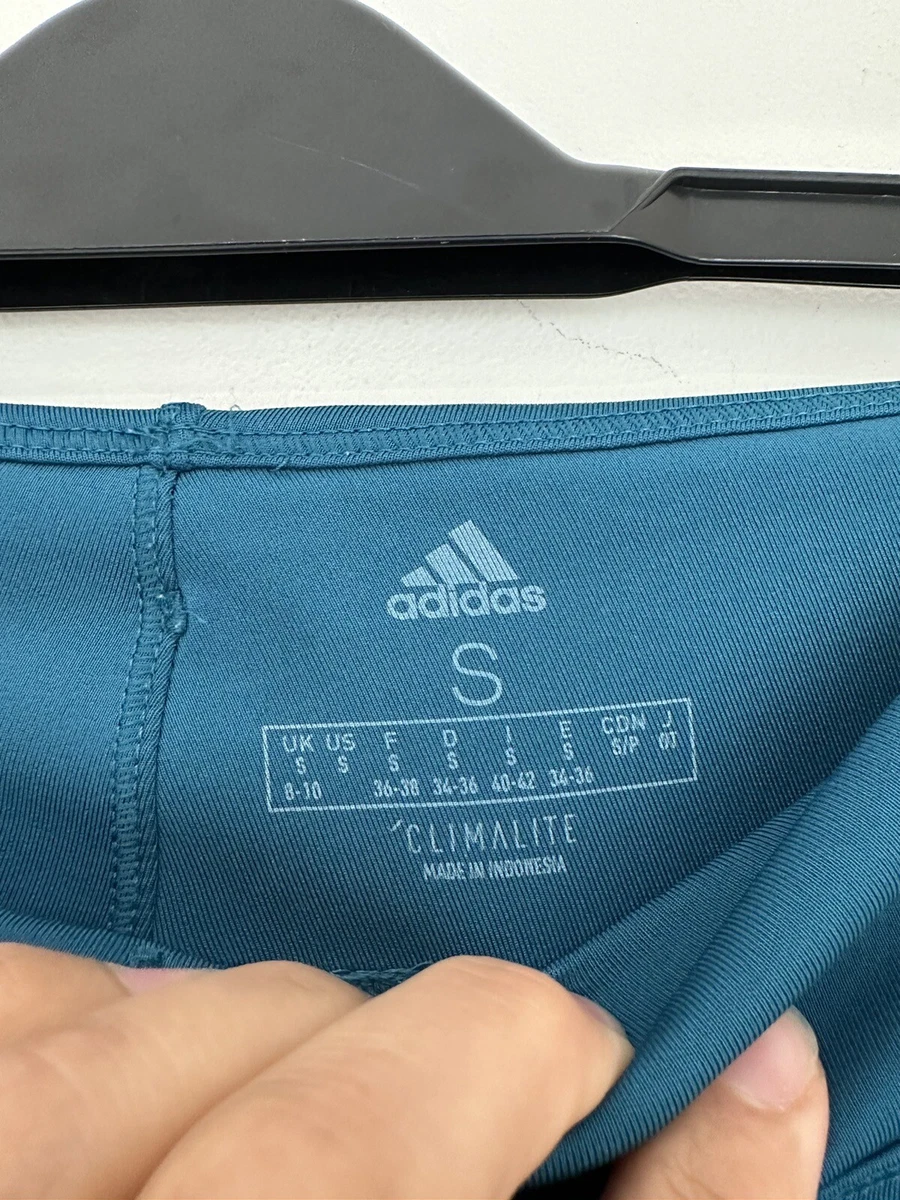 adidas
S
UK US F D I E CDN J
S S S S S S S/P OT
8-10 36-38 34-36 40-42 34-36
CLIMALITE
MADE IN INDONESIA